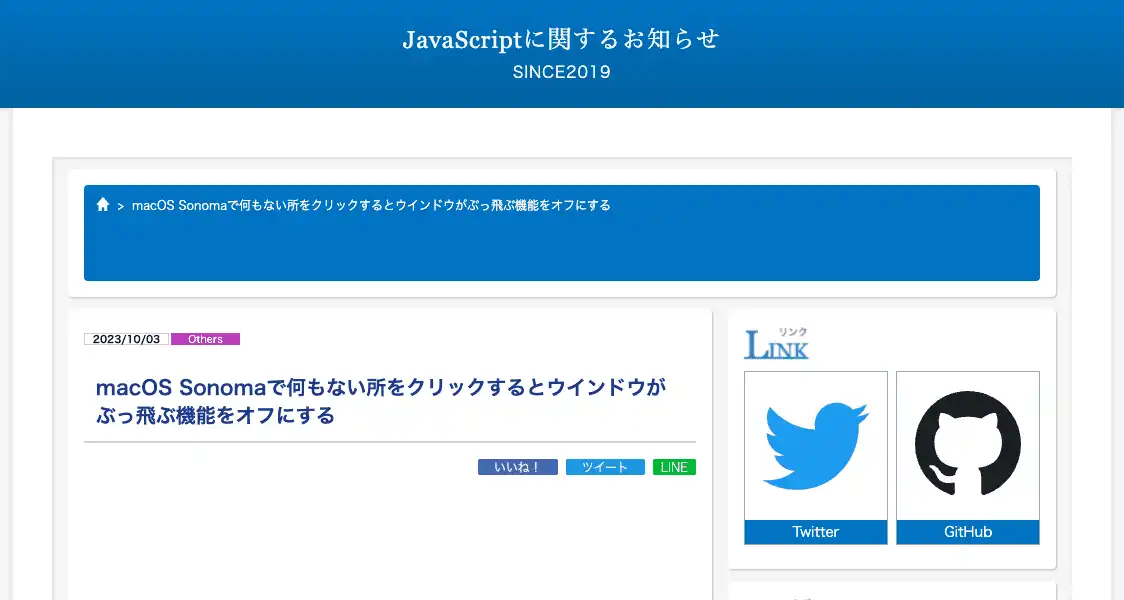 JavaScriptに関するお知らせ
SINCE2019
> macOS Sonomaで何もない所をクリックするとウインドウがぶっ飛ぶ機能をオフにする
2023/10/03 Others
macOS Sonomaで何もない所をクリックするとウインドウが
ぶっ飛ぶ機能をオフにする
いいね！ ツイート LINE
リンク
LINK
Twitter GitHub